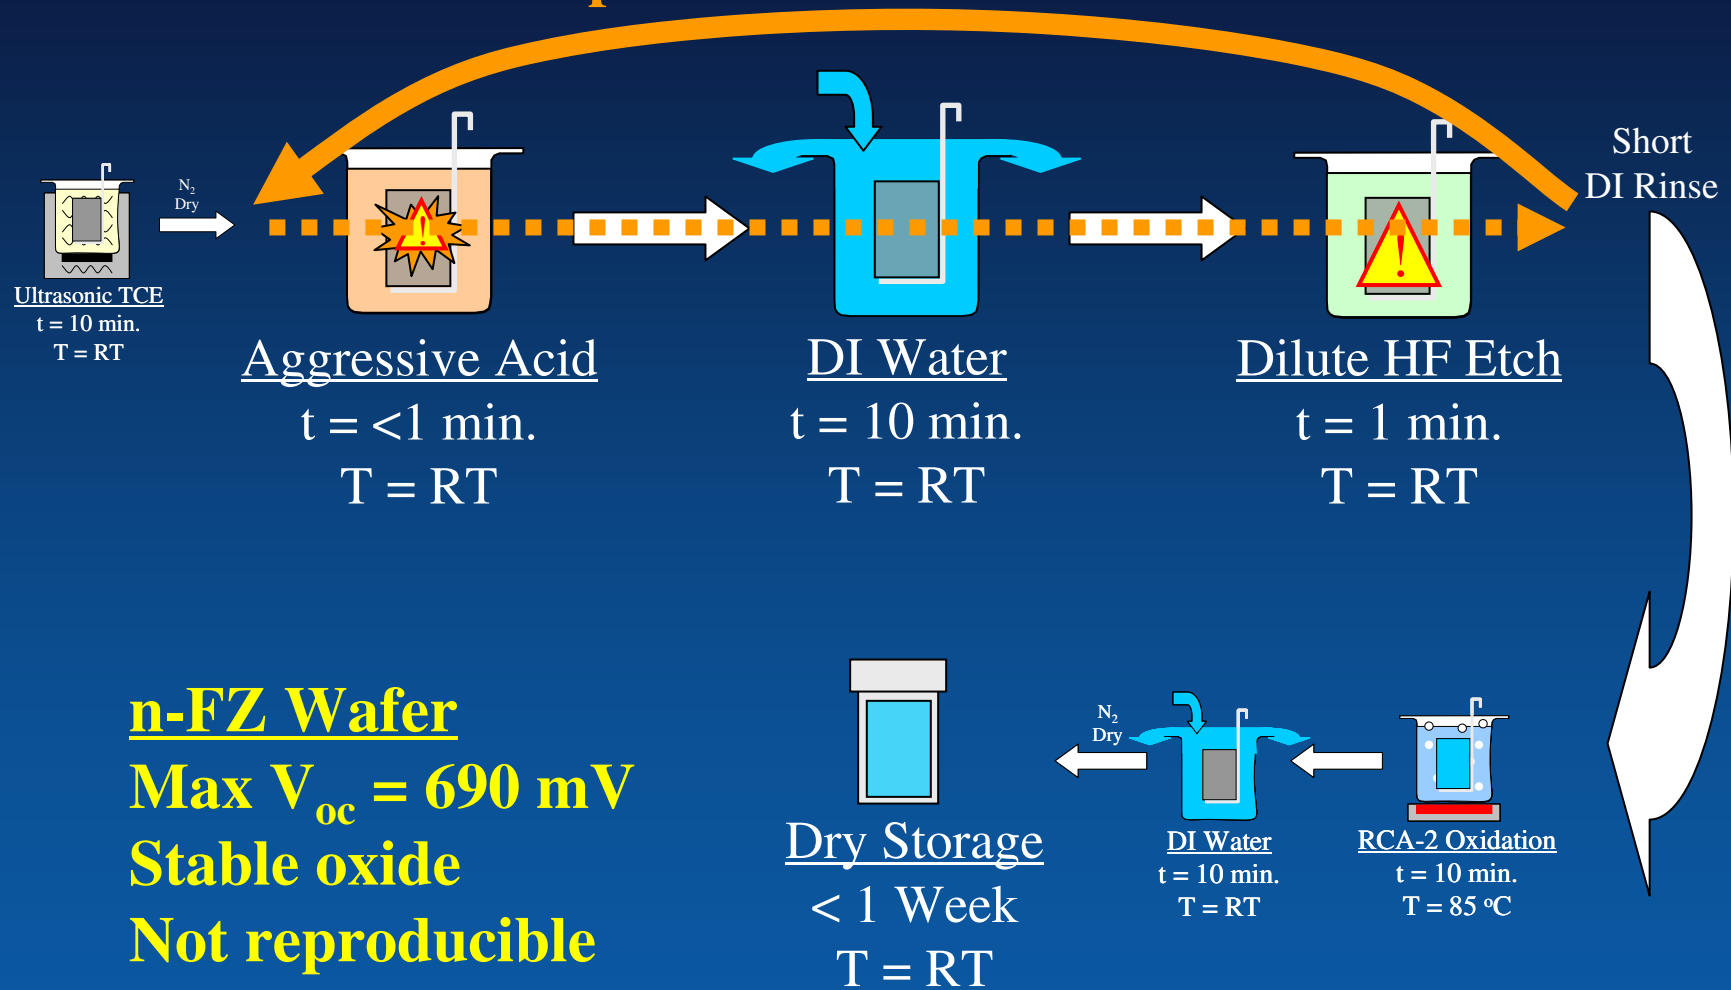 N₂
Dry
Ultrasonic TCE
t = 10 min.
T = RT
Aggressive Acid
t = <1 min.
T = RT
DI Water
t = 10 min.
T = RT
Dilute HF Etch
t = 1 min.
T = RT
Short
DI Rinse
n-FZ Wafer
Max Voc = 690 mV
Stable oxide
Not reproducible
Dry Storage
< 1 Week
T = RT
N₂
Dry
DI Water
t = 10 min.
T = RT
RCA-2 Oxidation
t = 10 min.
T = 85 ºC